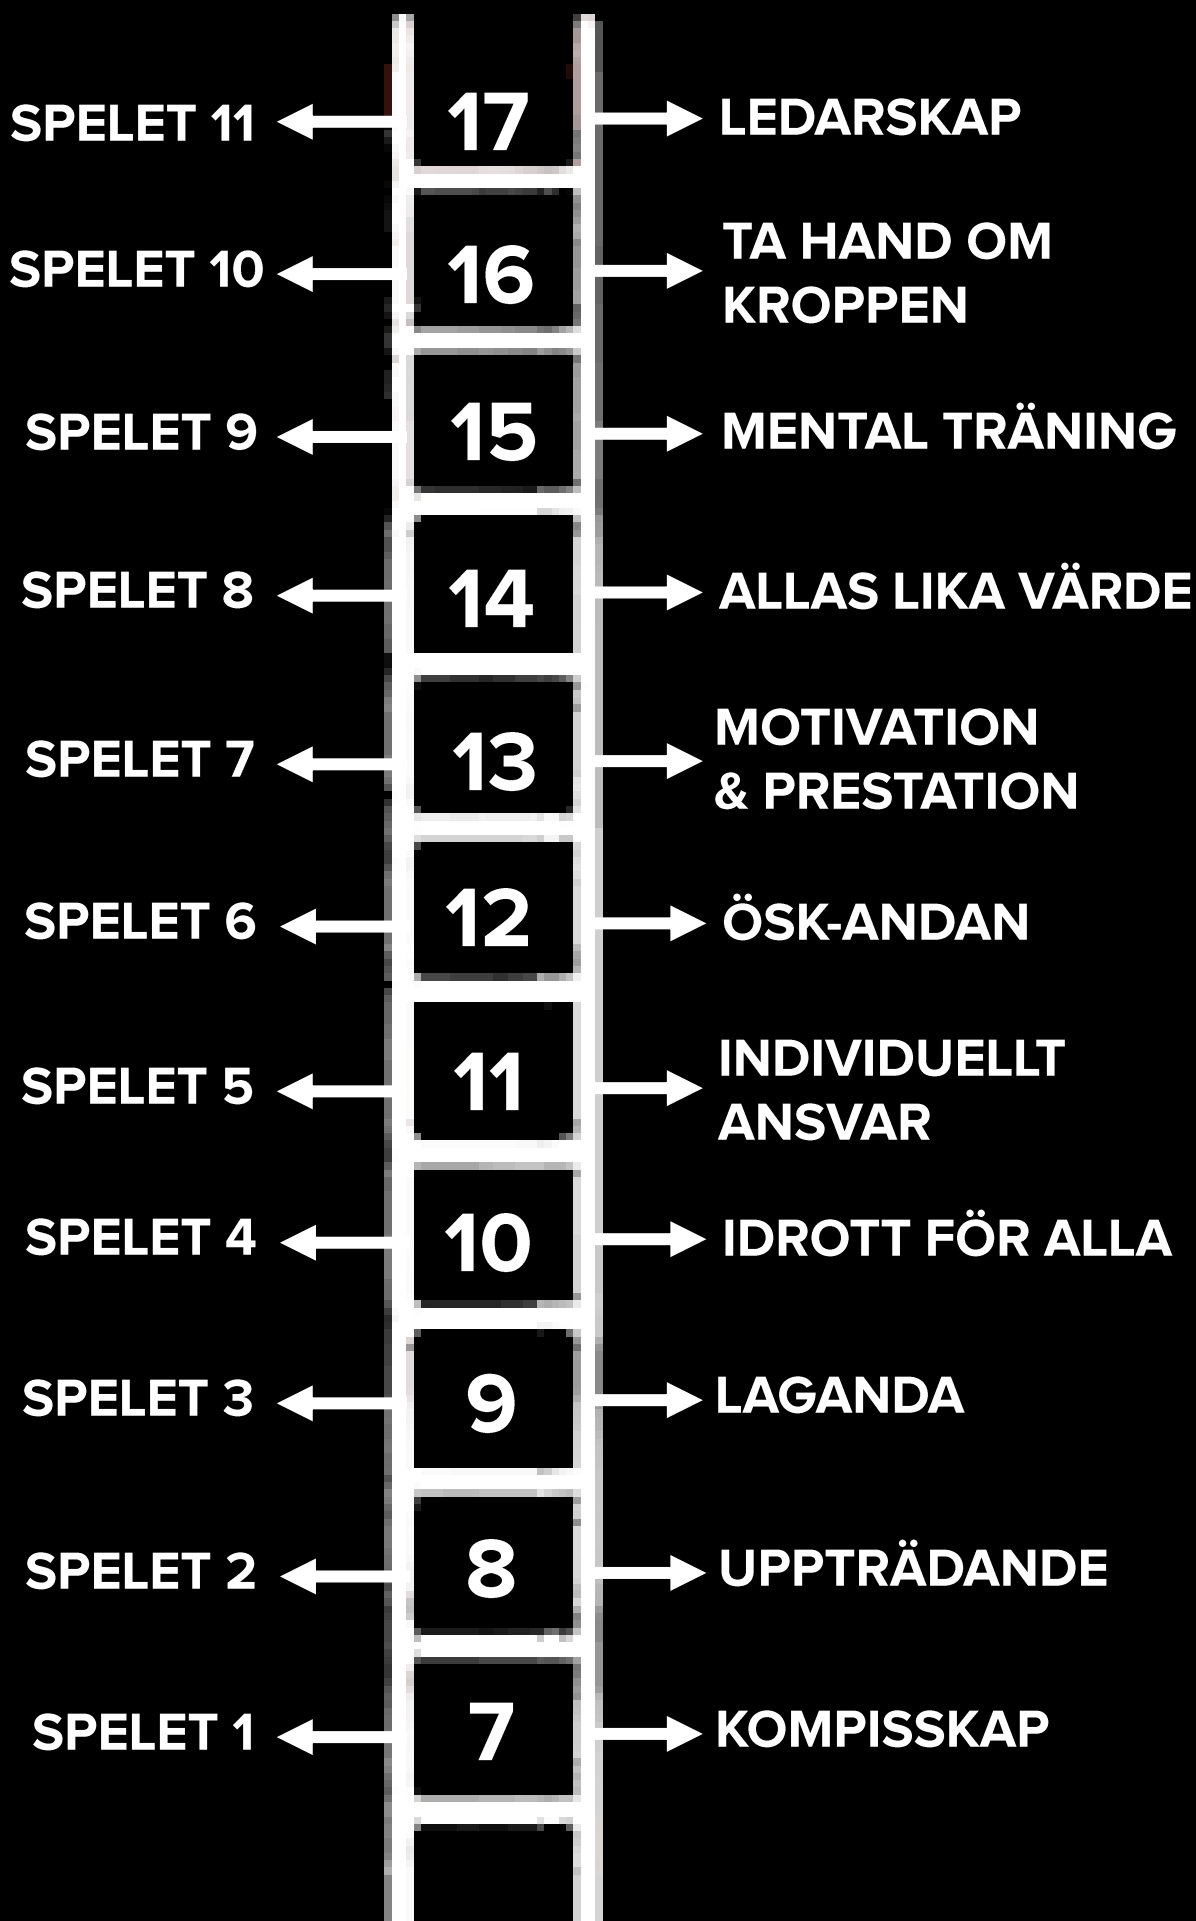 SPELET 11 17 LEDARSKAP
SPELET 10 16 TA HAND OM
KROPPEN
SPELET 9 15 MENTAL TRÄNING
SPELET 8 14 ALLAS LIKA VÄRDE
SPELET 7 13 MOTIVATION
& PRESTATION
SPELET 6 12 ÖSK-ANDAN
SPELET 5 11 INDIVIDUELLT
ANSVAR
SPELET 4 10 IDROTT FÖR ALLA
SPELET 3 9 LAGANDA
SPELET 2 8 UPPTRÄDANDE
SPELET 1 7 KOMPISSKAP